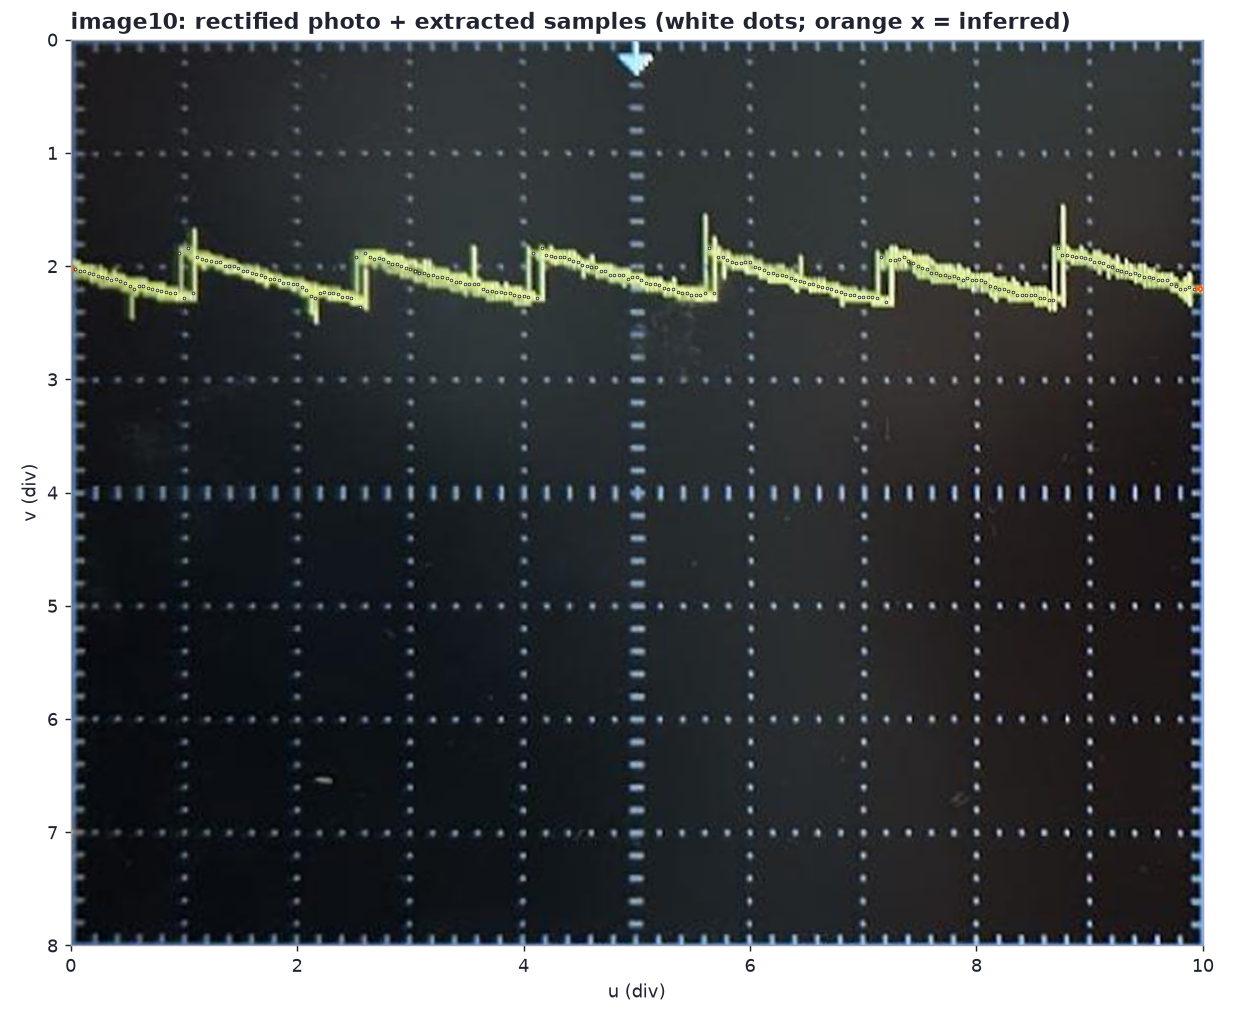 image10: rectified photo + extracted samples (white dots; orange x = inferred)
0
1
2
3
4
5
6
7
8
v (div)
0 2 4 6 8 10
u (div)